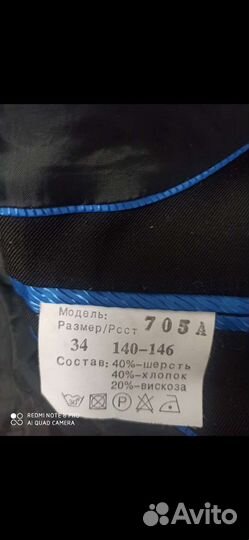 Модель: 705А
Размер/Рост
34 140-146
Состав: 40%-шерсть
40%-хлопок
20%-вискоза
REDMI NOTE 8 PRO
AI QUAD CAMERA
Avito